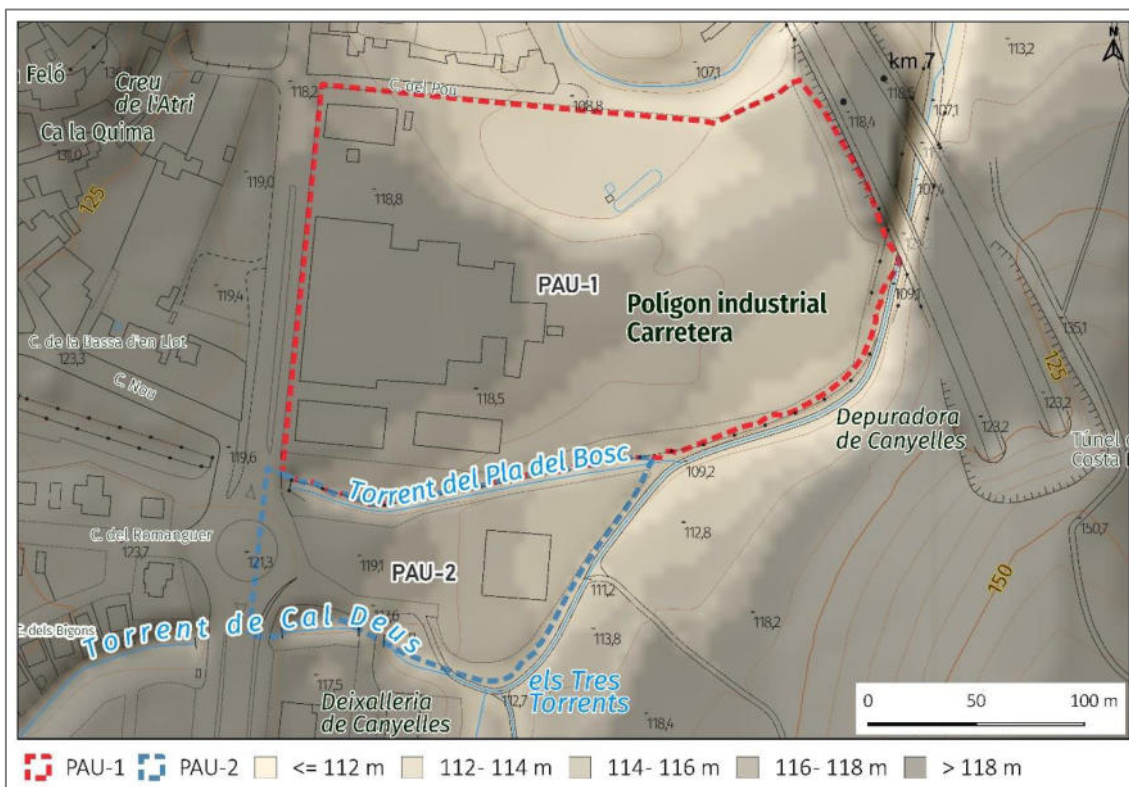 N
km 7
Feló
Creu
de l'Atri
Ca la Quima
131,0
125
118,2
C. del Pou
108,8
107,1
113,2
118,4
107,1
119,0
118,8
119,4
PAU-1
Polígon industrial
Carretera
C. de la Bassa d'en Llot
123,3
C. Nou
118,5
119,6
Torrent del Pla del Bosc
109,2
Depuradora
de Canyelles
135,1
125
123,2
123,2
Túnel
Costa
C. del Romanguer
123,7
121,3
119,1
PAU-2
112,8
150,7
150
111,2
113,8
118,2
C. dels Bigons
Torrent de Cal Deus
117,5
Deixalleria
de Canyelles
112,7
els Tres
Torrents
118,4
0 50 100 m
PAU-1 PAU-2 <= 112 m 112- 114 m 114- 116 m 116- 118 m > 118 m